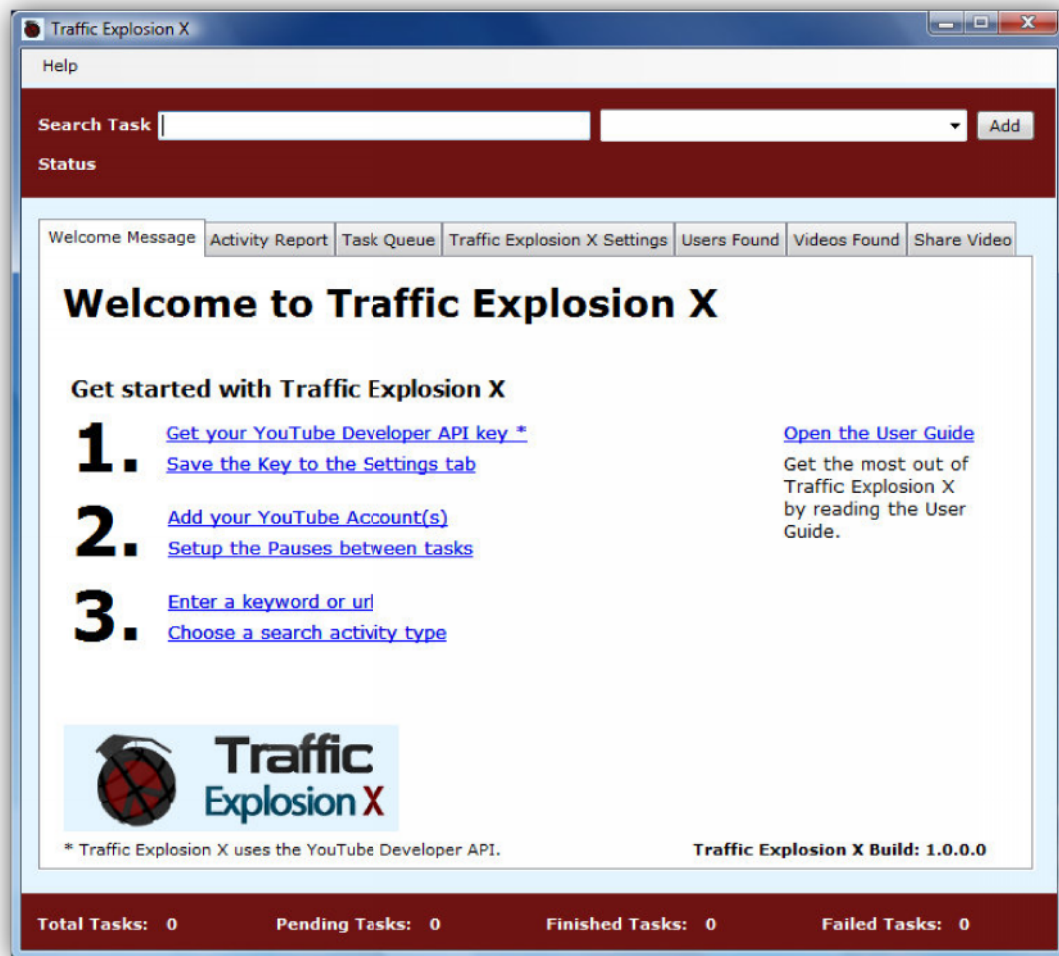 Traffic Explosion X
Help
Search Task
Add
Status
Welcome Message Activity Report Task Queue Traffic Explosion X Settings Users Found Videos Found Share Video
Welcome to Traffic Explosion X
Get started with Traffic Explosion X
1.
Get your YouTube Developer API key *
Save the Key to the Settings tab
2.
Add your YouTube Account(s)
Setup the Pauses between tasks
3.
Enter a keyword or url
Choose a search activity type
Open the User Guide
Get the most out of
Traffic Explosion X
by reading the User
Guide.
Traffic
Explosion X
* Traffic Explosion X uses the YouTube Developer API.
Traffic Explosion X Build: 1.0.0.0
Total Tasks: 0 Pending Tasks: 0 Finished Tasks: 0 Failed Tasks: 0